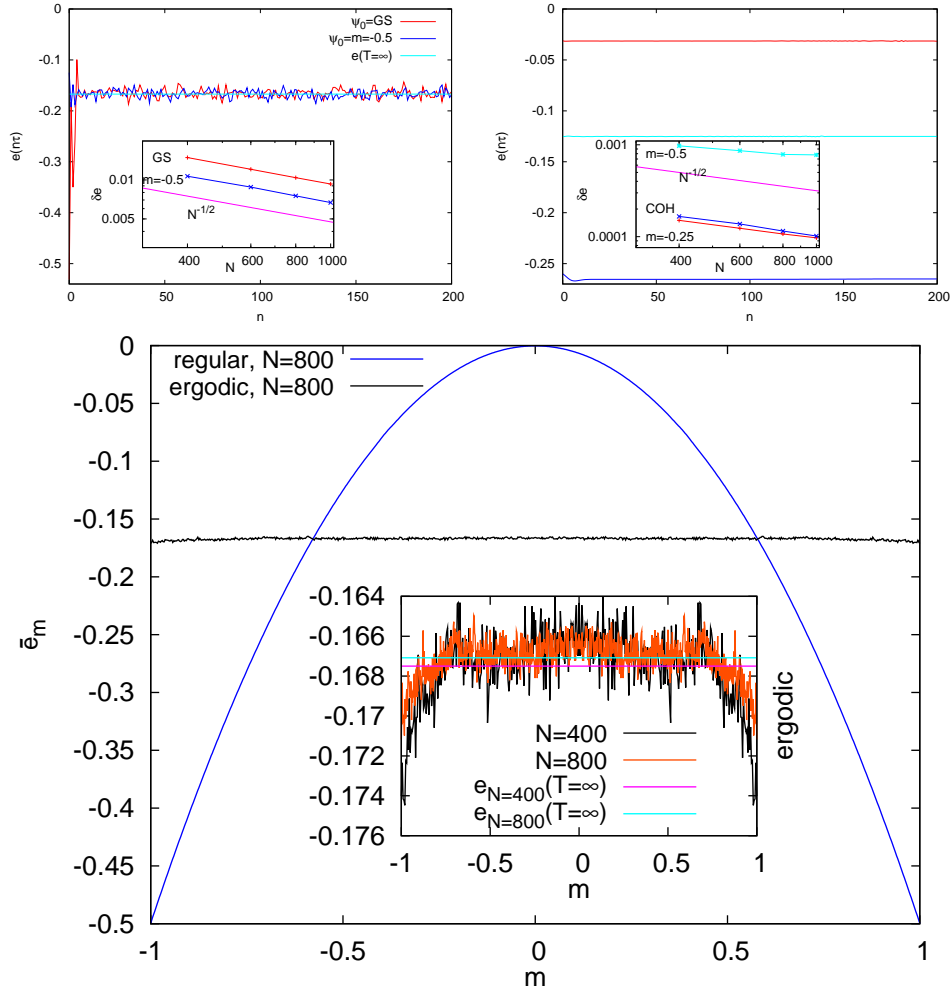 0
-0.1
-0.2
-0.3
-0.4
-0.5
0
50
100
150
200
e(nτ)
n
ψ₀=GS
ψ₀=m=-0.5
e(T=∞)
GS
m=-0.5
N^{-1/2}
0.01
0.005
δe
400
600
800
1000
N
0
-0.05
-0.1
-0.15
-0.2
-0.25
0
50
100
150
200
e(nτ)
n
m=-0.5
N^{-1/2}
COH
m=-0.25
0.001
0.0001
δe
400
600
800
1000
N
regular, N=800
ergodic, N=800
0
-0.05
-0.1
-0.15
-0.2
-0.25
-0.3
-0.35
-0.4
-0.45
-0.5
-1
-0.5
0
0.5
1
ē_m
m
-0.164
-0.166
-0.168
-0.17
-0.172
-0.174
-0.176
-1
-0.5
0
0.5
1
m
ergodic
N=400
N=800
e_{N=400}(T=∞)
e_{N=800}(T=∞)